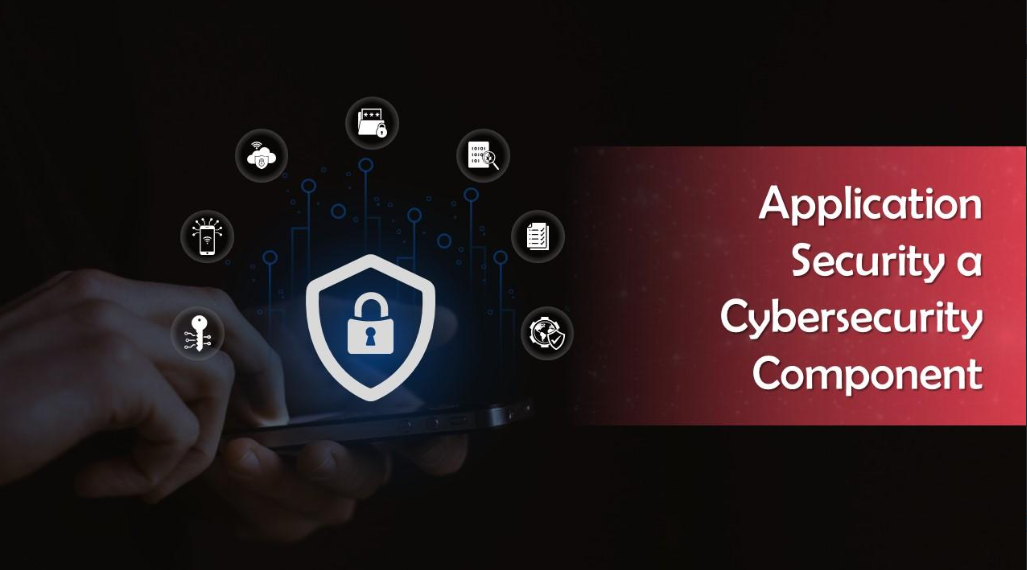 Application
Security a
Cybersecurity
Component